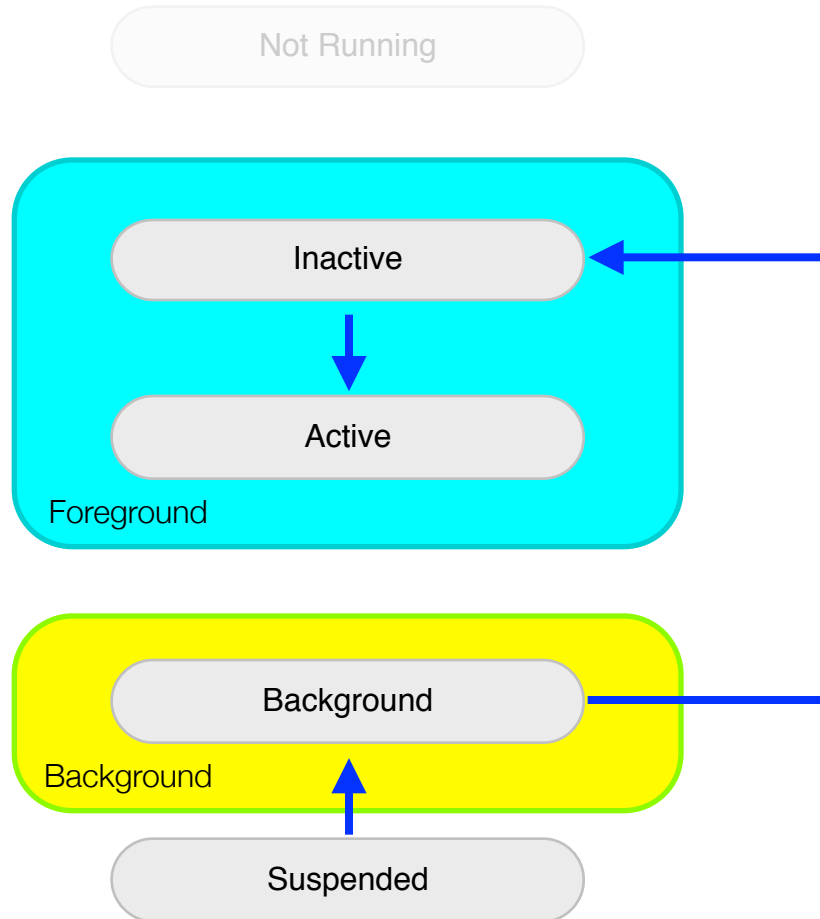 Not Running
Inactive
Active
Foreground
Background
Background
Suspended